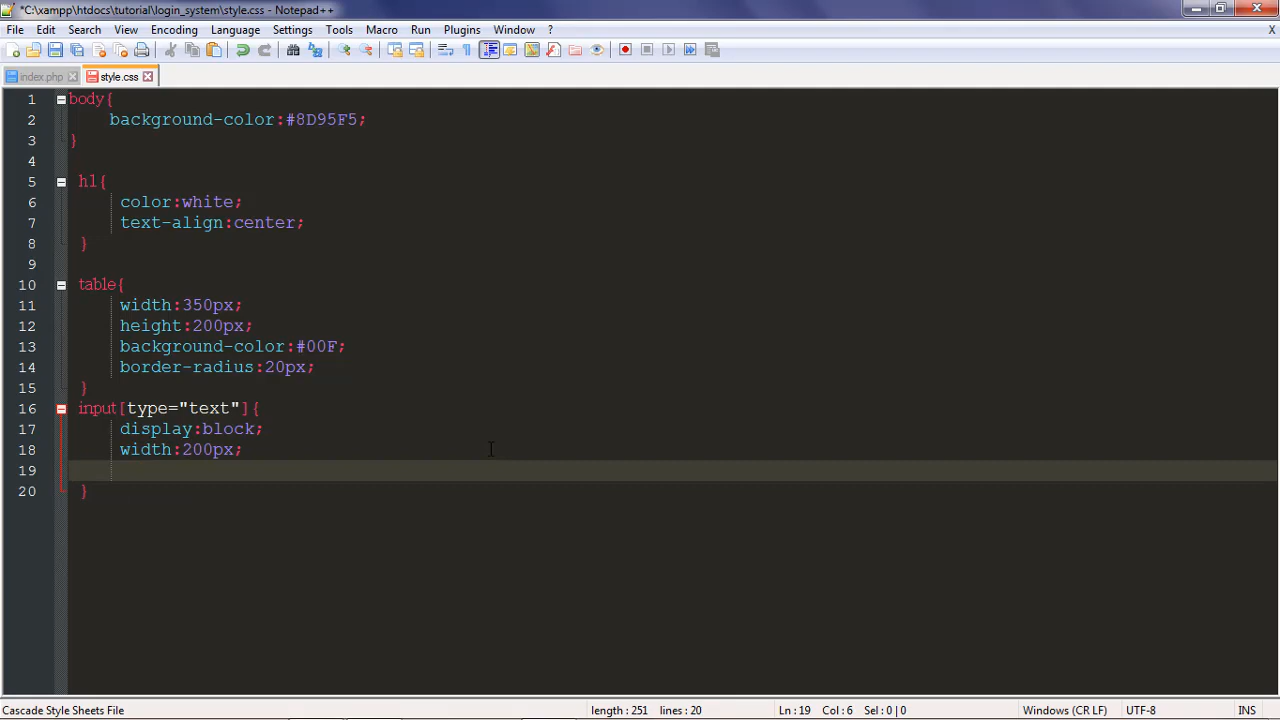 *C:\xampp\htdocs\tutorial\login_system\style.css - Notepad++
File Edit Search View Encoding Language Settings Tools Macro Run Plugins Window ? X
index.php style.css
1 body{
2 background-color:#8D95F5;
3 }
4
5 h1{
6 color:white;
7 text-align:center;
8 }
9
10 table{
11 width:350px;
12 height:200px;
13 background-color:#00F;
14 border-radius:20px;
15 }
16 input[type="text"]{
17 display:block;
18 width:200px;
19
20 }
Cascade Style Sheets File length : 251 lines : 20 Ln : 19 Col : 6 Sel : 0 | 0 Windows (CR LF) UTF-8 INS